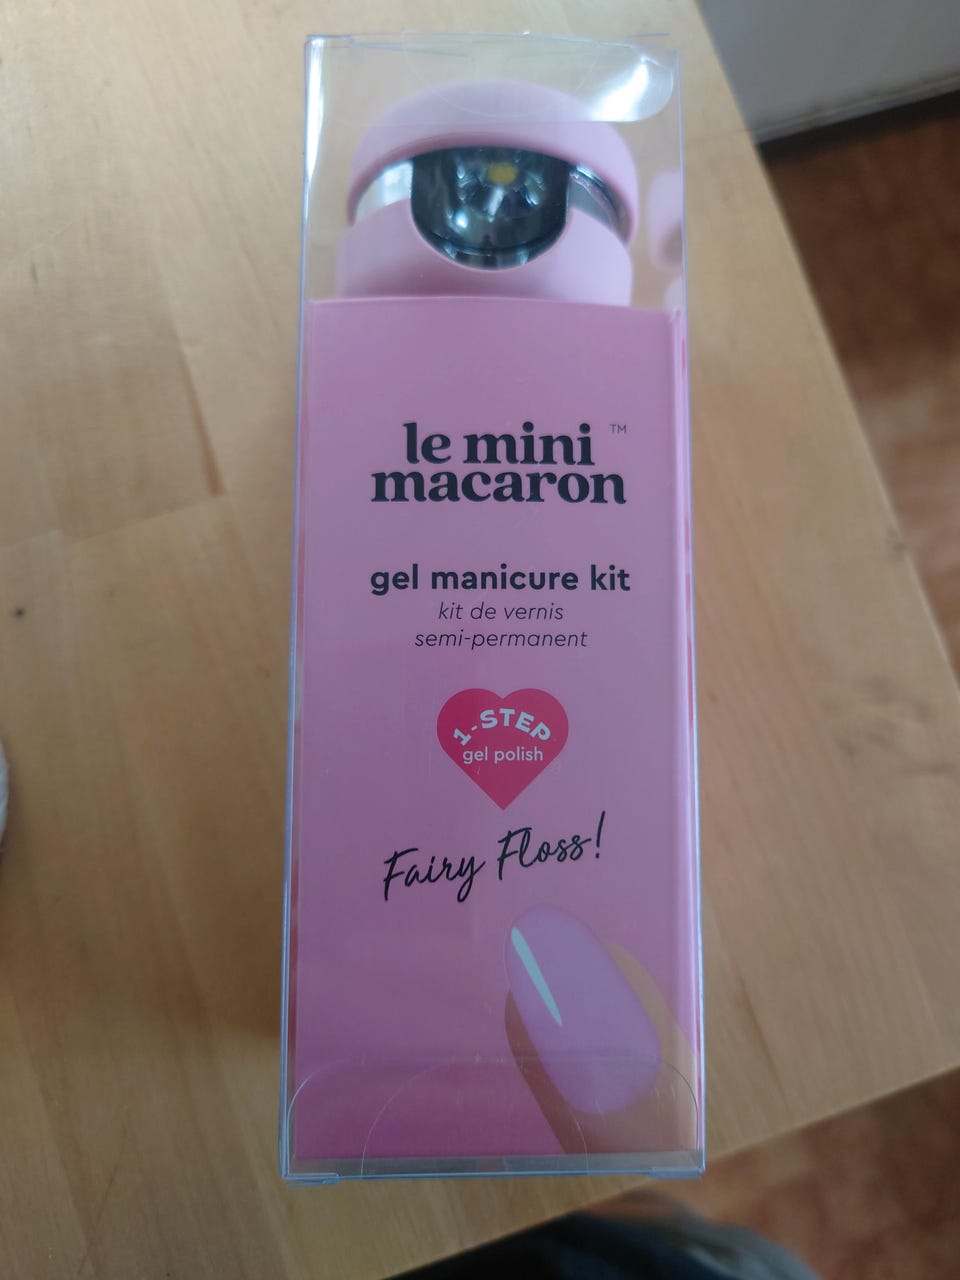 le mini ™
macaron
gel manicure kit
kit de vernis
semi-permanent
1-STEP
gel polish
Fairy Floss!